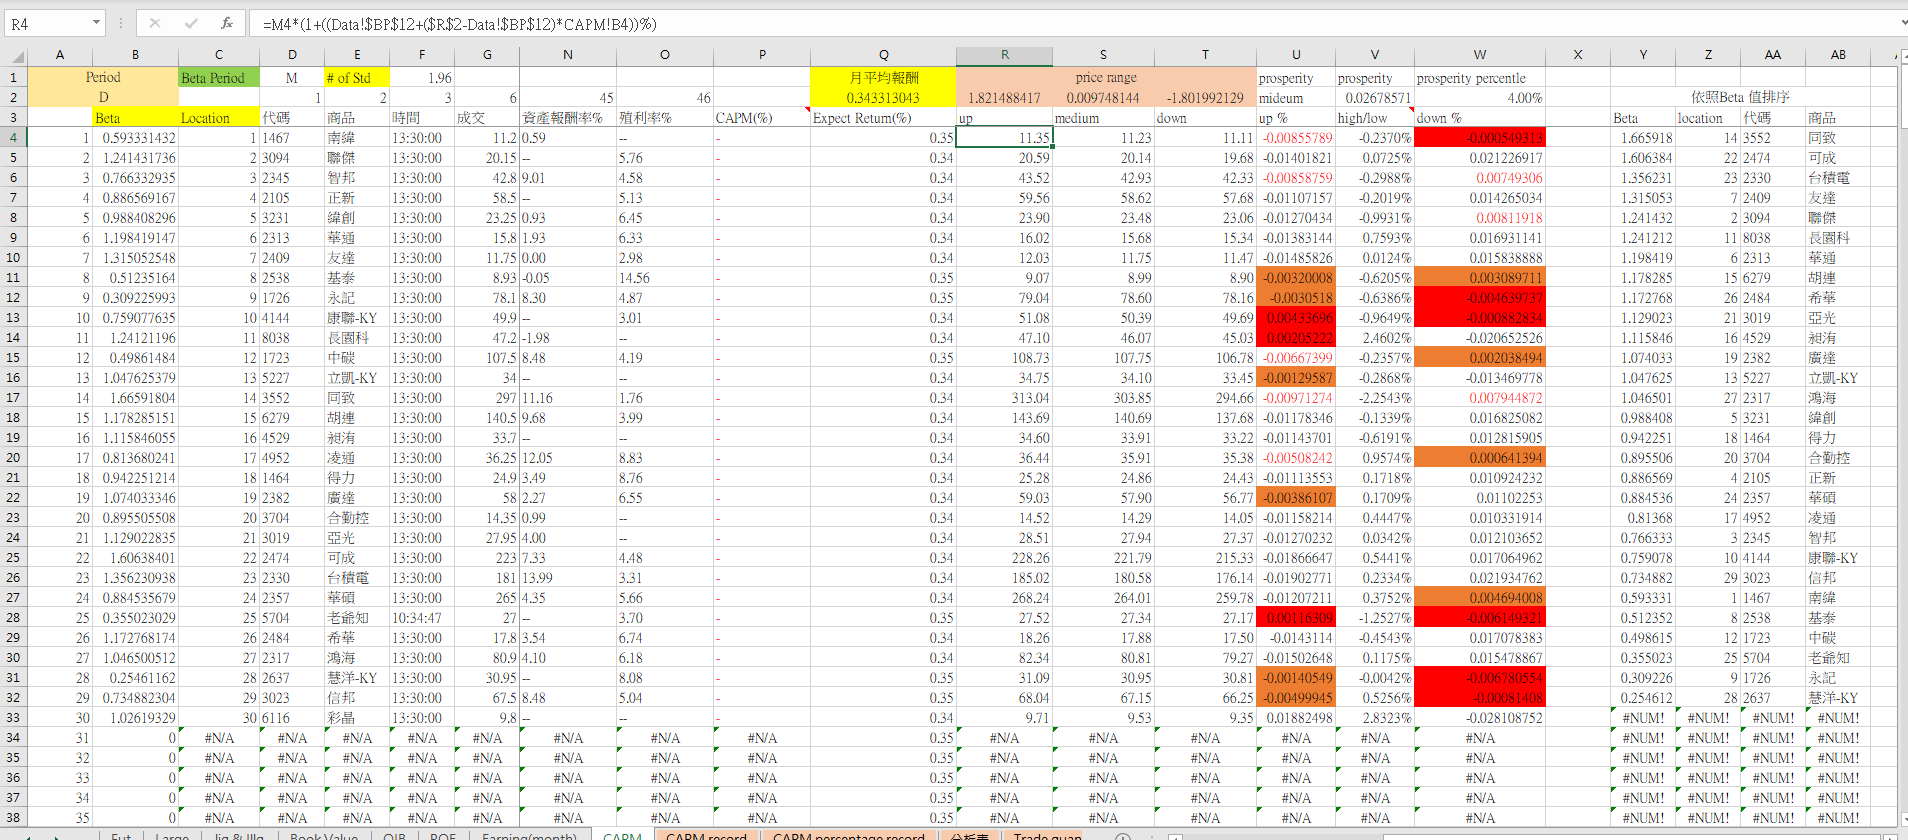 R4 fx =M4*(1+((Data!$BP$12+($R$2-Data!$BP$12)*CAPM!B4))%)
A B C D E F G N O P Q R S T U V W X Y Z AA AB
1 Period Beta Period M # of Std 1.96 月平均報酬 price range prosperity prosperity prosperity percentile
2 D 1 2 3 6 45 46 0.343313043 1.821488417 0.009748144 -1.801992129 mideum 0.02678571 4.00% 依照Beta 值排序
3 Beta Location 代碼 商品 時間 成交 資產報酬率% 殖利率% CAPM(%) Expect Return(%) up medium down up % high/low down % Beta location 代碼 商品
4 1 0.593331432 1 1467 南緯 13:30:00 11.2 0.59 - 0.35 11.35 11.23 11.11 -0.00855789 -0.2370% -0.000549313 1.665918 14 3552 同致
5 2 1.241431736 2 3094 聯傑 13:30:00 20.15 -- 5.76 - 0.34 20.59 20.14 19.68 -0.01401821 0.0725% 0.021226917 1.606384 22 2474 可成
6 3 0.766332935 3 2345 智邦 13:30:00 42.8 9.01 4.58 - 0.34 43.52 42.93 42.33 -0.00858759 -0.2988% 0.00749306 1.356231 23 2330 台積電
7 4 0.886569167 4 2105 正新 13:30:00 58.5 -- 5.13 - 0.34 59.56 58.62 57.68 -0.01107157 -0.2019% 0.014265034 1.315053 7 2409 友達
8 5 0.988408296 5 3231 緯創 13:30:00 23.25 0.93 6.45 - 0.34 23.90 23.48 23.06 -0.01270434 -0.9931% 0.00811918 1.241432 2 3094 聯傑
9 6 1.198419147 6 2313 華通 13:30:00 15.8 1.93 6.33 - 0.34 16.02 15.68 15.34 -0.01383144 0.7593% 0.016931141 1.241212 11 8038 長園科
10 7 1.315052548 7 2409 友達 13:30:00 11.75 0.00 2.98 - 0.34 12.03 11.75 11.47 -0.01485826 0.0124% 0.015838888 1.198419 6 2313 華通
11 8 0.51235164 8 2538 基泰 13:30:00 8.93 -0.05 14.56 - 0.35 9.07 8.99 8.90 -0.00320008 -0.6205% 0.003089711 1.178285 15 6279 胡連
12 9 0.309225993 9 1726 永記 13:30:00 78.1 8.30 4.87 - 0.35 79.04 78.60 78.16 -0.0030518 -0.6386% -0.004639737 1.172768 26 2484 希華
13 10 0.759077635 10 4144 康聯-KY 13:30:00 49.9 -- 3.01 - 0.34 51.08 50.39 49.69 0.00433696 -0.9649% -0.000882834 1.129023 21 3019 亞光
14 11 1.24121196 11 8038 長園科 13:30:00 47.2 -1.98 -- - 0.34 47.10 46.07 45.03 0.00205222 2.4602% -0.020652526 1.115846 16 4529 昶洧
15 12 0.49861484 12 1723 中碳 13:30:00 107.5 8.48 4.19 - 0.35 108.73 107.75 106.78 -0.00667399 -0.2357% 0.002038494 1.074033 19 2382 廣達
16 13 1.047625379 13 5227 立凱-KY 13:30:00 34 -- -- - 0.34 34.75 34.10 33.45 -0.00129587 -0.2868% -0.013469778 1.047625 13 5227 立凱-KY
17 14 1.66591804 14 3552 同致 13:30:00 297 11.16 1.76 - 0.34 313.04 303.85 294.66 -0.00971274 -2.2543% 0.007944872 1.046501 27 2317 鴻海
18 15 1.178285151 15 6279 胡連 13:30:00 140.5 9.68 3.99 - 0.34 143.69 140.69 137.68 -0.01178346 -0.1339% 0.016825082 0.988408 5 3231 緯創
19 16 1.115846055 16 4529 昶洧 13:30:00 33.7 -- -- - 0.34 34.60 33.91 33.22 -0.01143701 -0.6191% 0.012815905 0.942251 18 1464 得力
20 17 0.813680241 17 4952 凌通 13:30:00 36.25 12.05 8.83 - 0.34 36.44 35.91 35.38 -0.00508242 0.9574% 0.000641394 0.895506 20 3704 合勤控
21 18 0.942251214 18 1464 得力 13:30:00 24.9 3.49 8.76 - 0.34 25.28 24.86 24.43 -0.01113553 0.1718% 0.010924232 0.886569 4 2105 正新
22 19 1.074033346 19 2382 廣達 13:30:00 58 2.27 6.55 - 0.34 59.03 57.90 56.77 -0.00386107 0.1709% 0.01102253 0.884536 24 2357 華碩
23 20 0.895505508 20 3704 合勤控 13:30:00 14.35 0.99 -- - 0.34 14.52 14.29 14.05 -0.01158214 0.4447% 0.010331914 0.81368 17 4952 凌通
24 21 1.129022835 21 3019 亞光 13:30:00 27.95 4.00 -- - 0.34 28.51 27.94 27.37 -0.01270232 0.0342% 0.012103652 0.766333 3 2345 智邦
25 22 1.60638401 22 2474 可成 13:30:00 223 7.33 4.48 - 0.34 228.26 221.79 215.33 -0.01866647 0.5441% 0.017064962 0.759078 10 4144 康聯-KY
26 23 1.356230938 23 2330 台積電 13:30:00 181 13.99 3.31 - 0.34 185.02 180.58 176.14 -0.01902771 0.2334% 0.021934762 0.734882 29 3023 信邦
27 24 0.884535679 24 2357 華碩 13:30:00 265 4.35 5.66 - 0.34 268.24 264.01 259.78 -0.01207211 0.3752% 0.004694008 0.593331 1 1467 南緯
28 25 0.355023029 25 5704 老爺知 10:34:47 27 -- 3.70 - 0.35 27.52 27.34 27.17 0.00116309 -1.2527% -0.005149321 0.512352 8 2538 基泰
29 26 1.172768174 26 2484 希華 13:30:00 17.8 3.54 6.74 - 0.34 18.26 17.88 17.50 -0.0143114 -0.4543% 0.017078383 0.498615 12 1723 中碳
30 27 1.046500512 27 2317 鴻海 13:30:00 80.9 4.10 6.18 - 0.34 82.34 80.81 79.27 -0.01502648 0.1175% 0.015478867 0.355023 25 5704 老爺知
31 28 0.25461162 28 2637 慧洋-KY 13:30:00 30.95 -- 8.08 - 0.35 31.09 30.95 30.81 -0.00140549 -0.0042% -0.006780554 0.309226 9 1726 永記
32 29 0.734882304 29 3023 信邦 13:30:00 67.5 8.48 5.04 - 0.35 68.04 67.15 66.25 -0.00499945 0.5256% -0.00081408 0.254612 28 2637 慧洋-KY
33 30 1.02619329 30 6116 彩晶 13:30:00 9.8 -- -- - 0.34 9.71 9.53 9.35 0.01882498 2.8323% -0.028108752 #NUM! #NUM! #NUM! #NUM!
34 31 0 #N/A #N/A #N/A #N/A #N/A #N/A #N/A #N/A 0.35 #N/A #N/A #N/A #N/A #N/A #N/A #NUM! #NUM! #NUM! #NUM!
35 32 0 #N/A #N/A #N/A #N/A #N/A #N/A #N/A #N/A 0.35 #N/A #N/A #N/A #N/A #N/A #N/A #NUM! #NUM! #NUM! #NUM!
36 33 0 #N/A #N/A #N/A #N/A #N/A #N/A #N/A #N/A 0.35 #N/A #N/A #N/A #N/A #N/A #N/A #NUM! #NUM! #NUM! #NUM!
37 34 0 #N/A #N/A #N/A #N/A #N/A #N/A #N/A #N/A 0.35 #N/A #N/A #N/A #N/A #N/A #N/A #NUM! #NUM! #NUM! #NUM!
38 35 0 #N/A #N/A #N/A #N/A #N/A #N/A #N/A #N/A 0.35 #N/A #N/A #N/A #N/A #N/A #N/A #NUM! #NUM! #NUM! #NUM!
Fut Large Jig &IIIg Book Value OIB ROE Earning(month) CAPM CAPM record CAPM percentage record 分析表 Trade quan